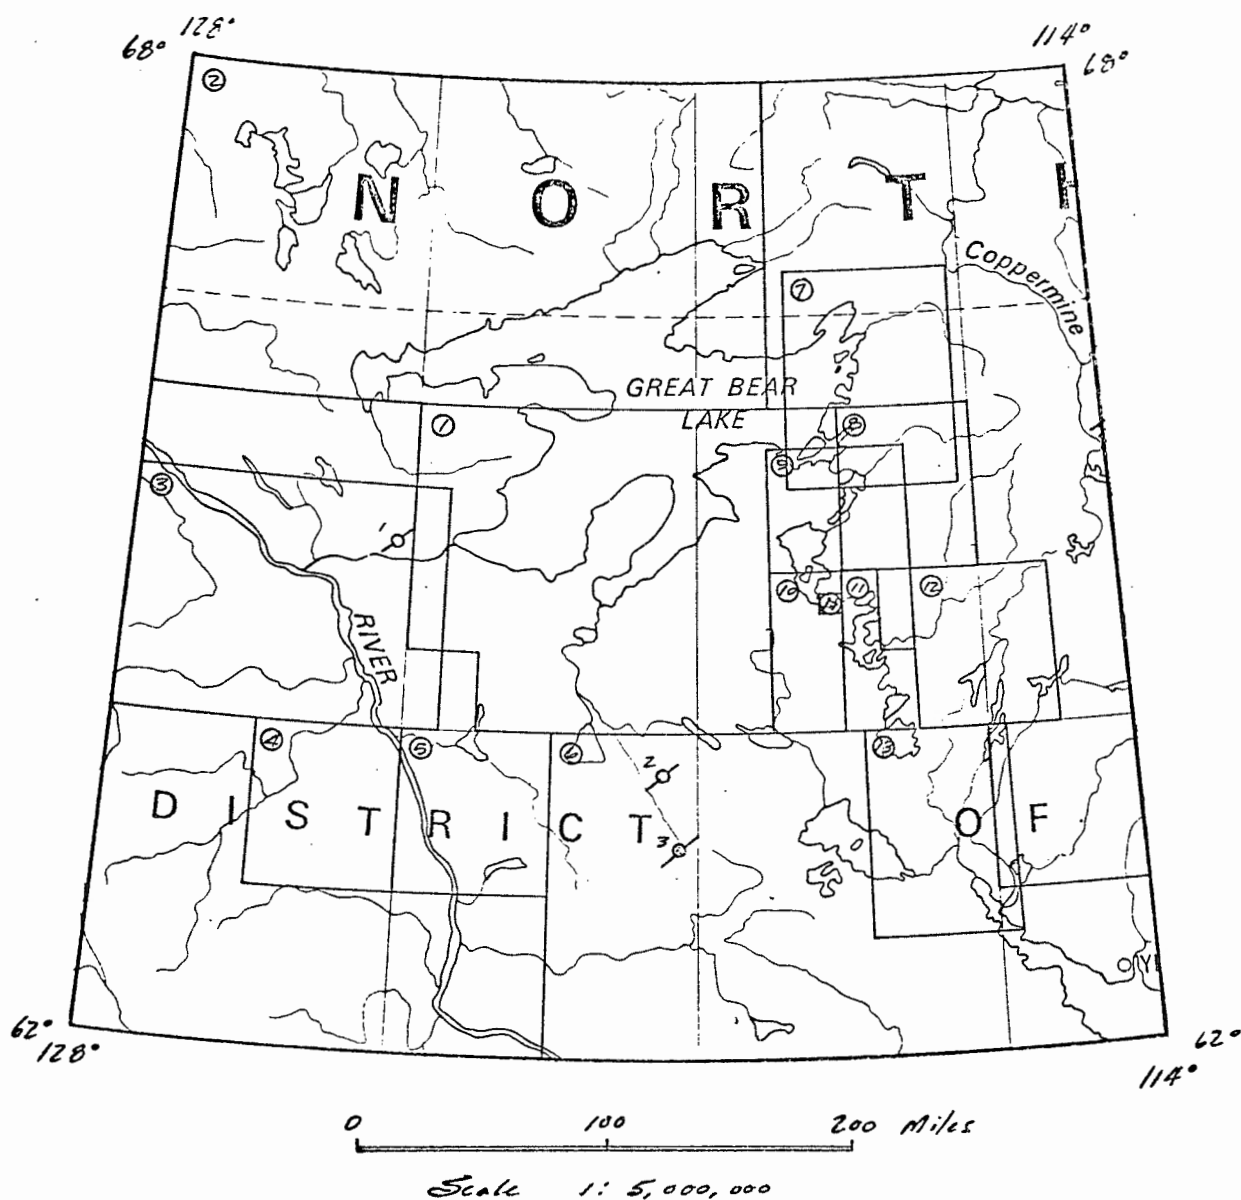 128°
114°
68°
68°
②
N O R T H
Coppermine
⑦
GREAT BEAR
LAKE
①
⑧
⑨
③
1
⑩
⑪
⑫
RIVER
④
⑤
⑥
⑬
2
D I S T R I C T
O F
3
62°
128°
62°
114°
0 100 200 Miles
Scale 1: 5,000,000